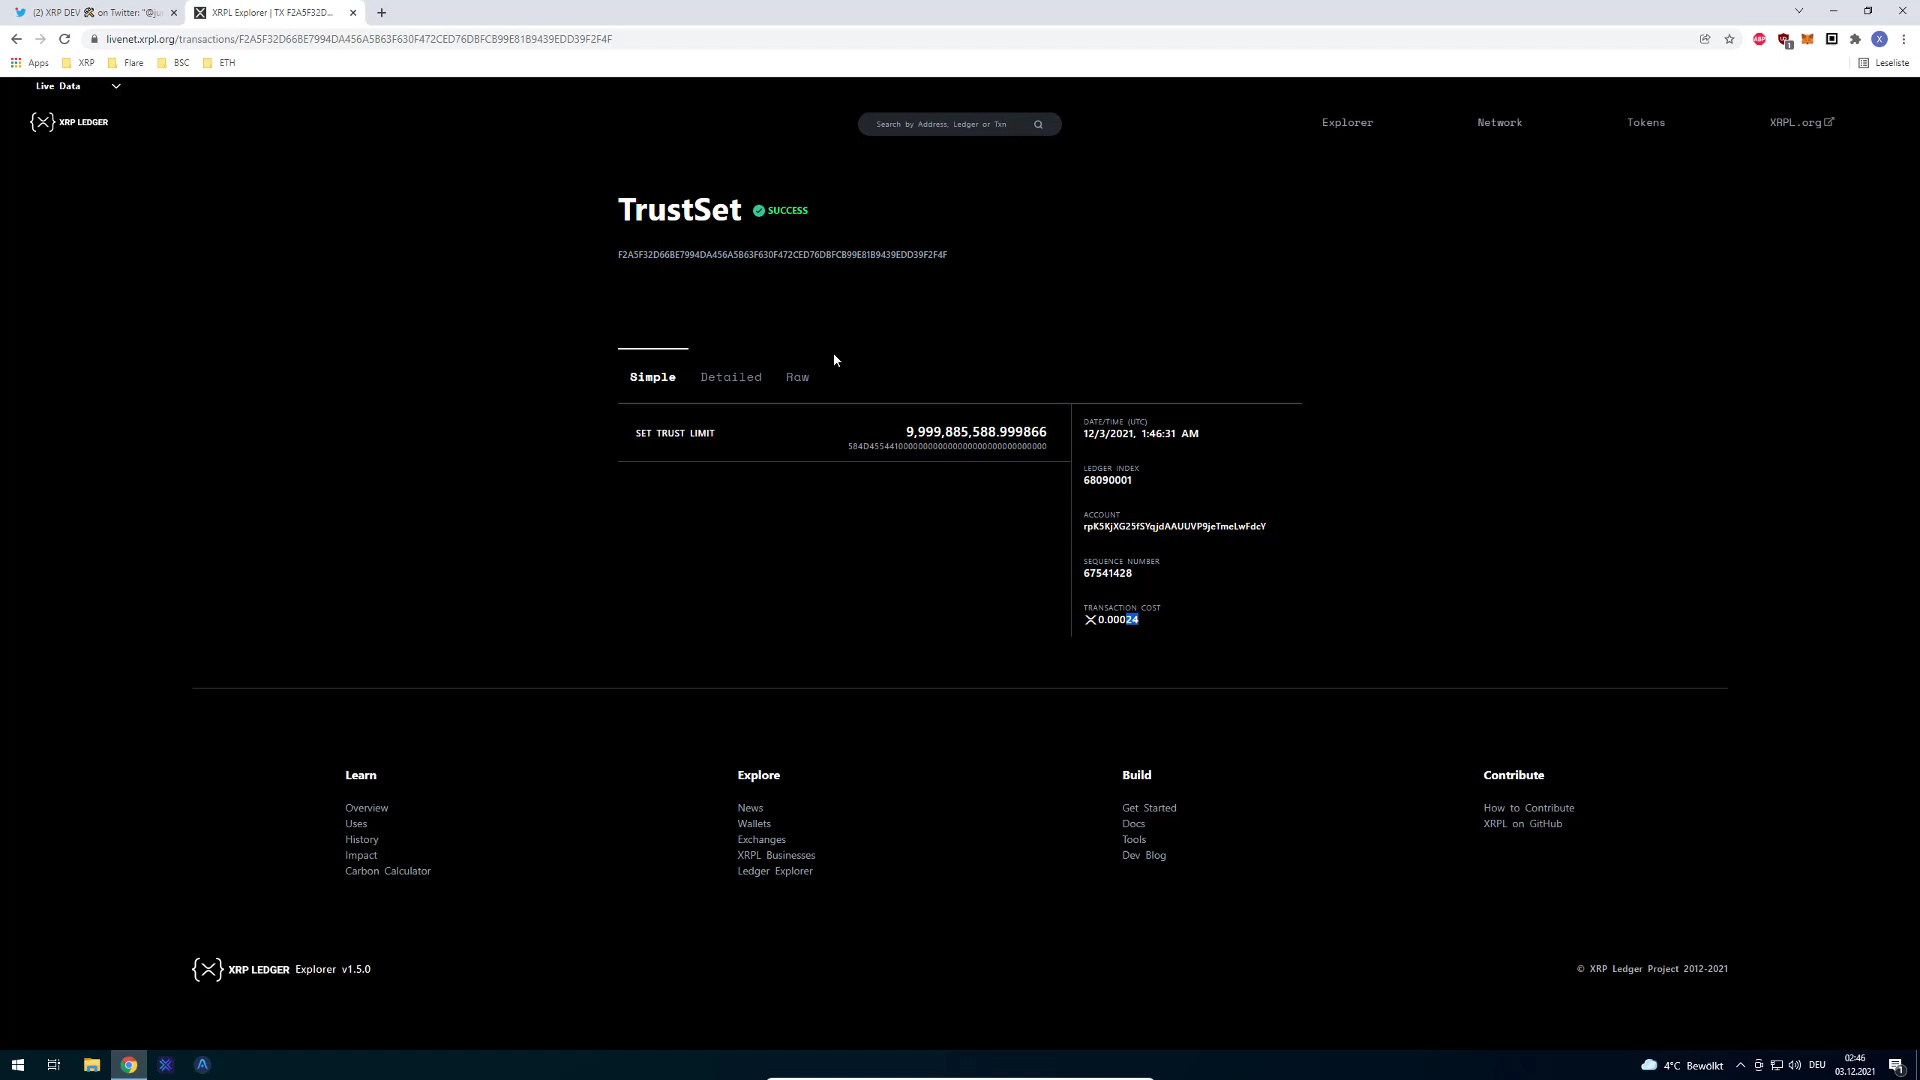 (2) XRP DEV 🛠 on Twitter: "@ju
XRPL Explorer | TX F2A5F32D...
livenet.xrpl.org/transactions/F2A5F32D66BE7994DA456A5B63F630F472CED76DBFCB99E81B9439EDD39F2F4F
ABP
1
X
Apps
XRP
Flare
BSC
ETH
Leseliste
Live Data
XRP LEDGER
Search by Address, Ledger or Txn
Explorer
Network
Tokens
XRPL.org
TrustSet
SUCCESS
F2A5F32D66BE7994DA456A5B63F630F472CED76DBFCB99E81B9439EDD39F2F4F
Simple
Detailed
Raw
SET TRUST LIMIT
9,999,885,588.999866
584D455441000000000000000000000000000000
DATE/TIME (UTC)
12/3/2021, 1:46:31 AM
LEDGER INDEX
68090001
ACCOUNT
rpK5KjXG25fSYqjdAAUUVP9jeTmeLwFdcY
SEQUENCE NUMBER
67541428
TRANSACTION COST
0.00024
Learn
Overview
Uses
History
Impact
Carbon Calculator
Explore
News
Wallets
Exchanges
XRPL Businesses
Ledger Explorer
Build
Get Started
Docs
Tools
Dev Blog
Contribute
How to Contribute
XRPL on GitHub
XRP LEDGER Explorer v1.5.0
© XRP Ledger Project 2012-2021
4°C Bewölkt
DEU
02:46
03.12.2021
1